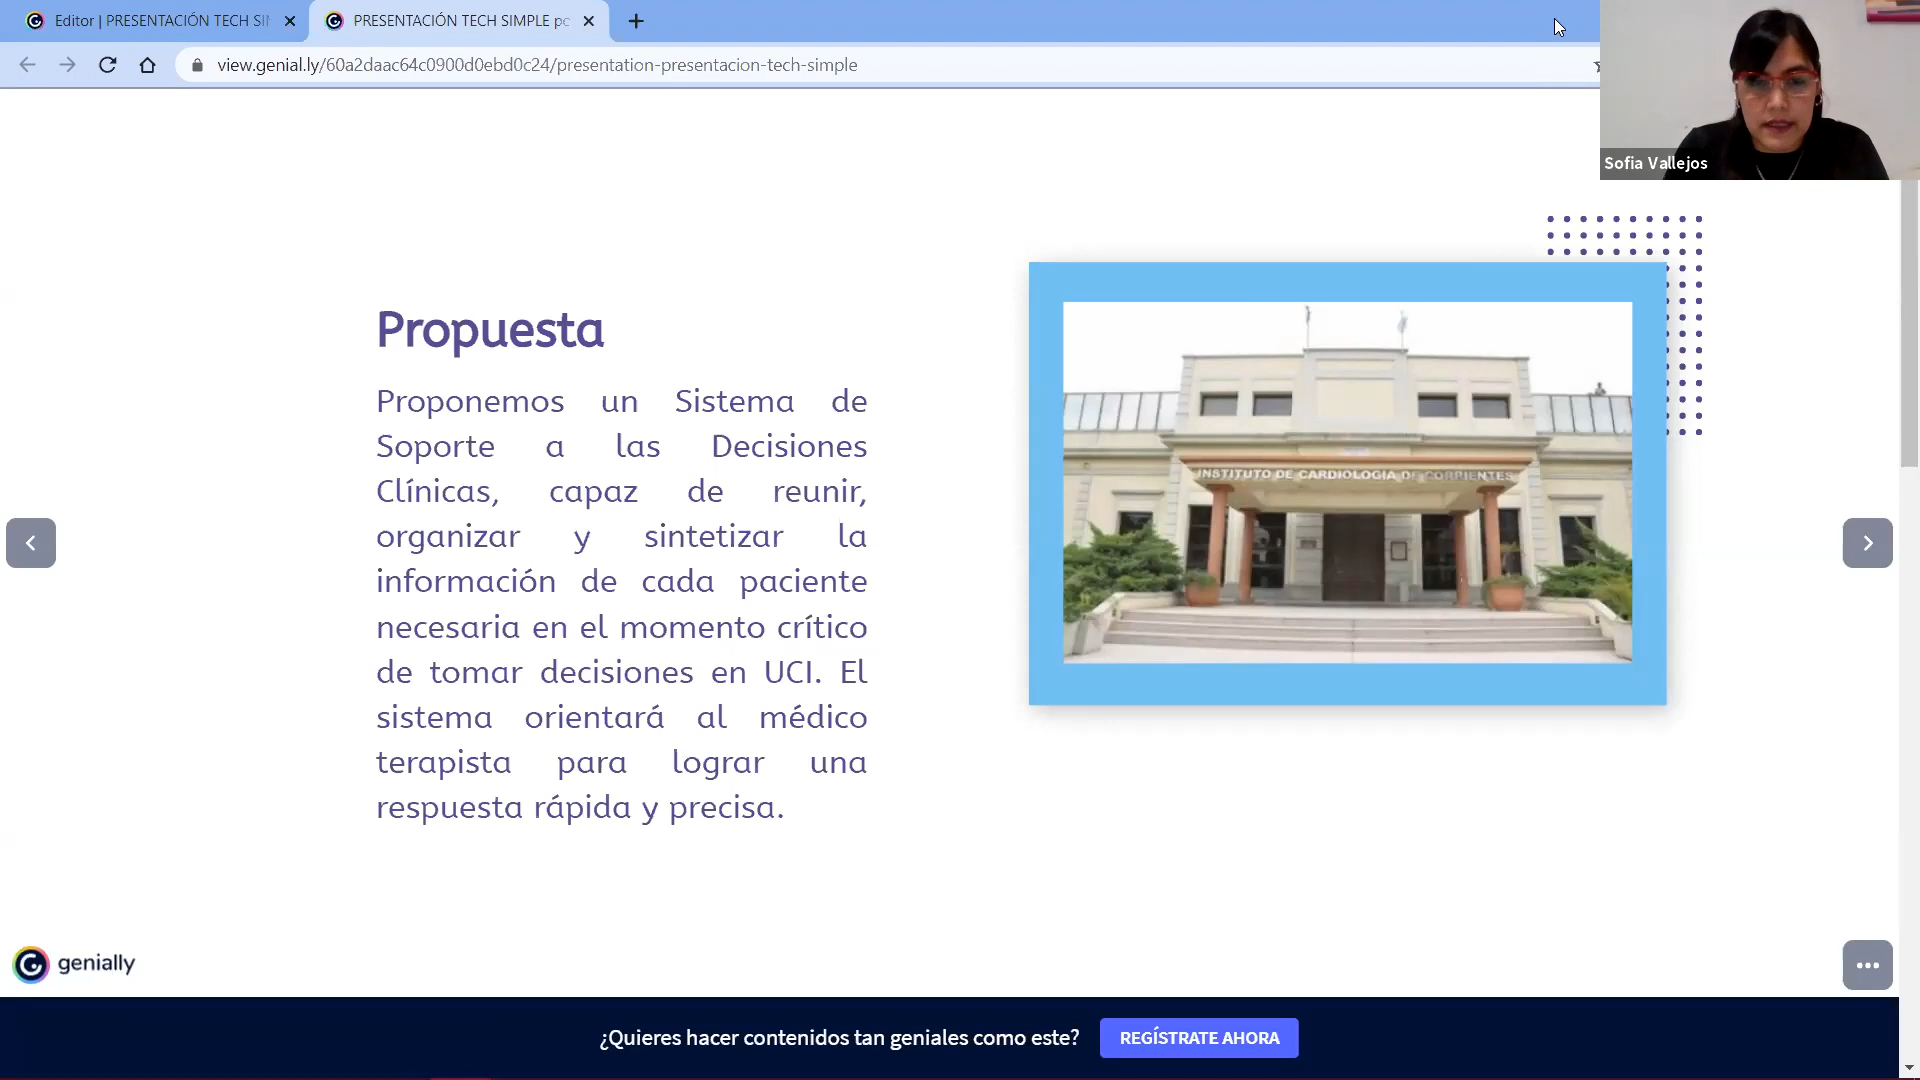 Editor | PRESENTACIÓN TECH SI
PRESENTACIÓN TECH SIMPLE po
view.genial.ly/60a2daac64c0900d0ebd0c24/presentation-presentacion-tech-simple
Sofia Vallejos
Propuesta
Proponemos un Sistema de
Soporte a las Decisiones
Clínicas, capaz de reunir,
organizar y sintetizar la
información de cada paciente
necesaria en el momento crítico
de tomar decisiones en UCI. El
sistema orientará al médico
terapista para lograr una
respuesta rápida y precisa.
INSTITUTO DE CARDIOLOGIA DE CORRIENTES
genially
¿Quieres hacer contenidos tan geniales como este?
REGÍSTRATE AHORA